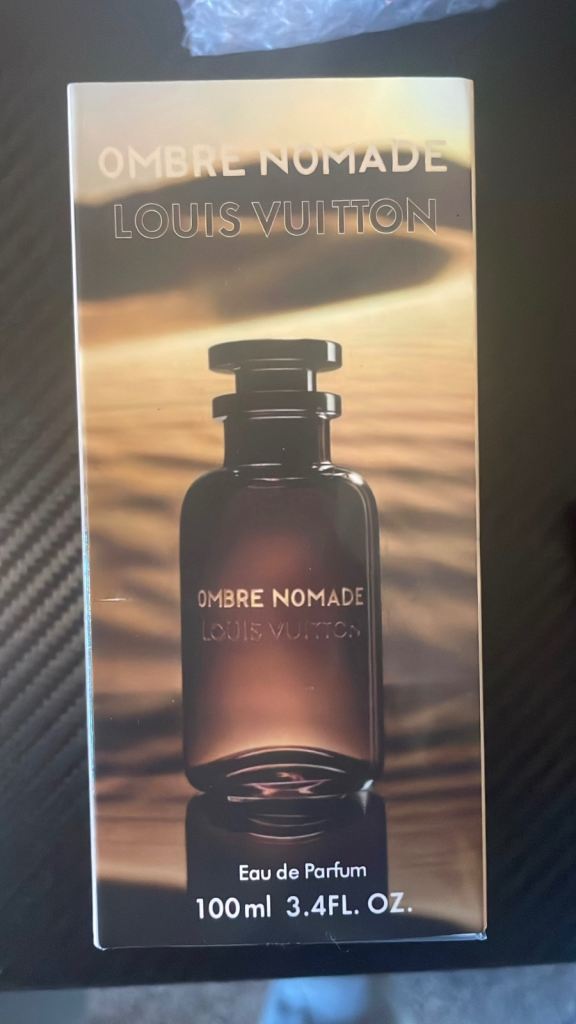 OMBRE NOMADE
LOUIS VUITTON
OMBRE NOMADE
LOUIS VUITTON
Eau de Parfum
100ml 3.4FL. OZ.